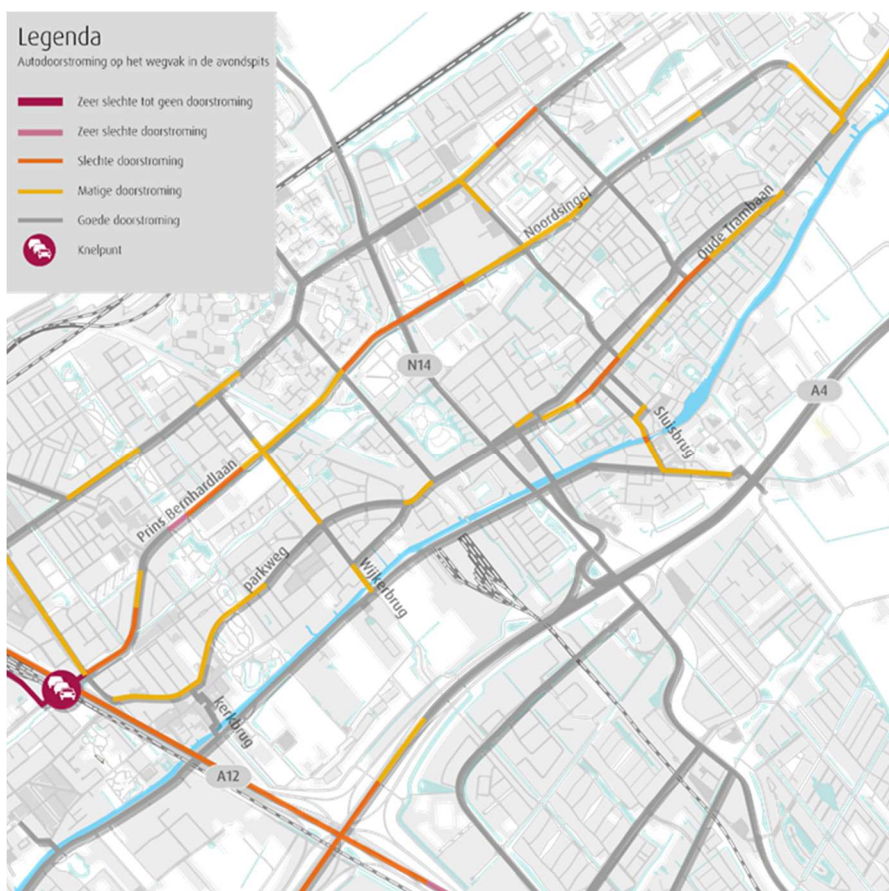 Legenda
Autodoorstroming op het wegvak in de avondspits
Zeer slechte tot geen doorstroming
Zeer slechte doorstroming
Slechte doorstroming
Matige doorstroming
Goede doorstroming
Knelpunt
Noordsingel
Oude Trambaan
N14
A4
Sluisbrug
Prins Bernhardlaan
parkweg
Wijkerbrug
kerkbrug
A12